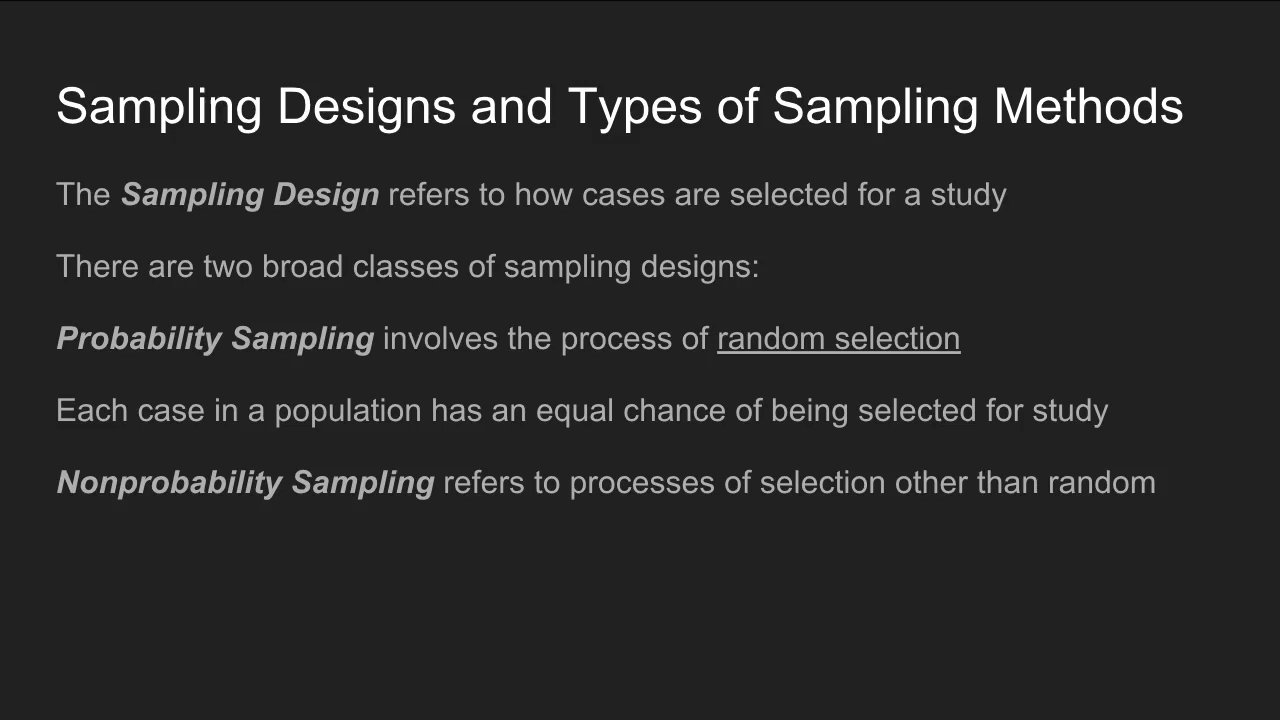 Sampling Designs and Types of Sampling Methods
The Sampling Design refers to how cases are selected for a study
There are two broad classes of sampling designs:
Probability Sampling involves the process of random selection
Each case in a population has an equal chance of being selected for study
Nonprobability Sampling refers to processes of selection other than random